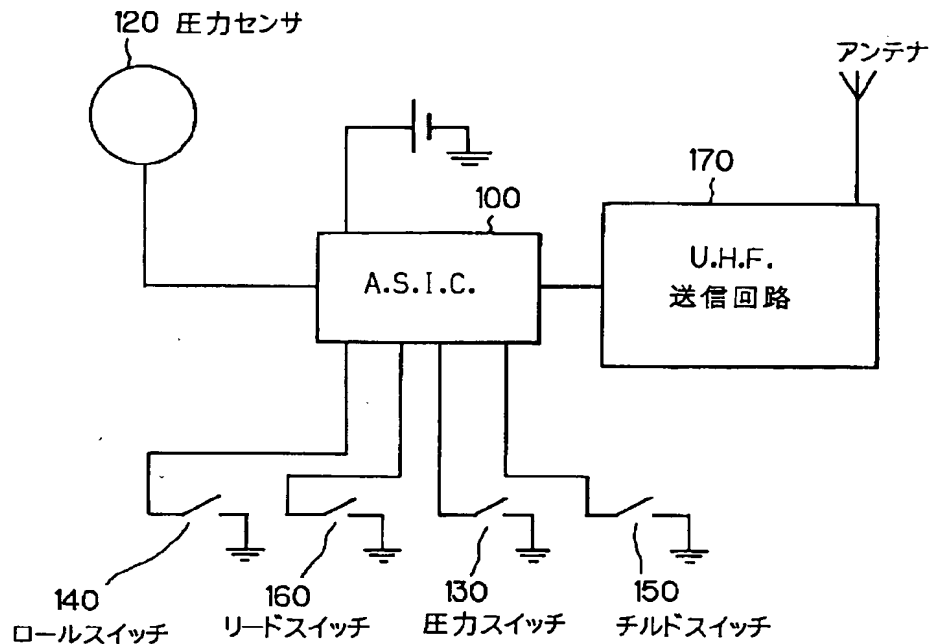 120 圧力センサ
アンテナ
170
100
U.H.F.
送信回路
A.S.I.C.
140
ロールスイッチ
160
リードスイッチ
130
圧力スイッチ
150
チルドスイッチ